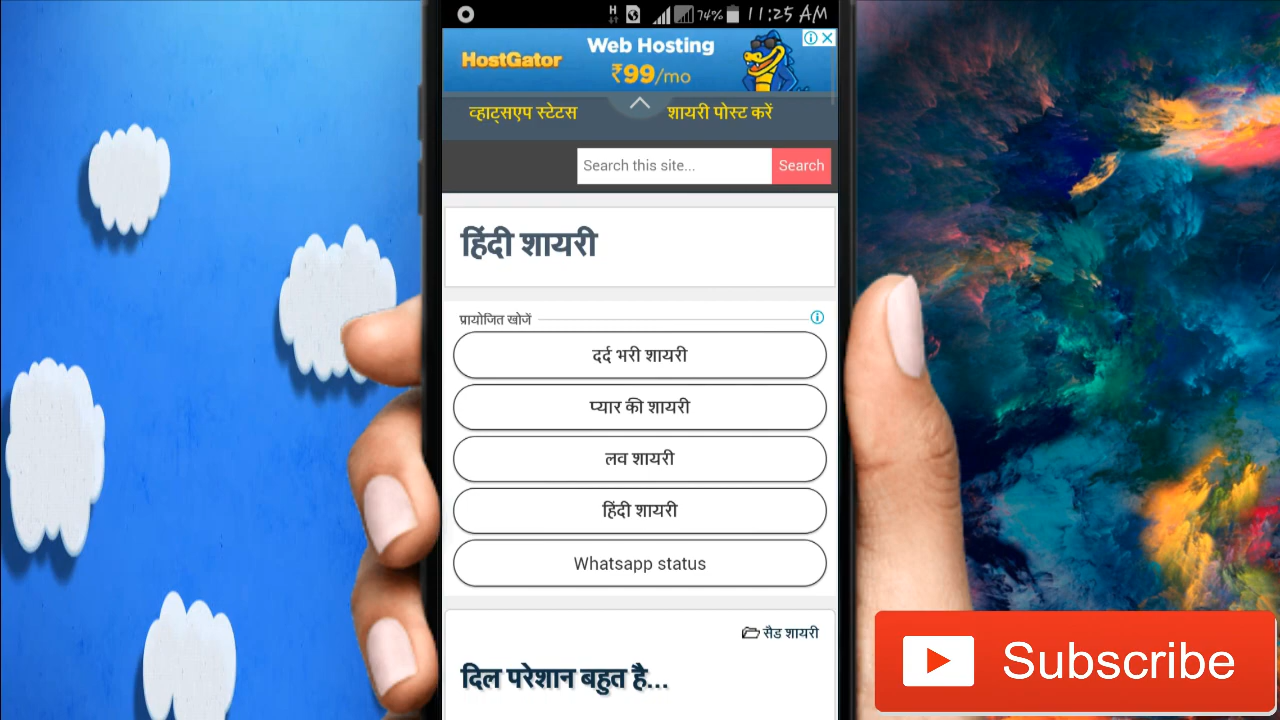 H 74% 11:25 AM
HostGator Web Hosting
₹99/mo
व्हाट्सएप स्टेटस शायरी पोस्ट करें
Search this site... Search
हिंदी शायरी
प्रायोजित खोजें
दर्द भरी शायरी
प्यार की शायरी
लव शायरी
हिंदी शायरी
Whatsapp status
सैड शायरी
दिल परेशान बहुत है...
Subscribe